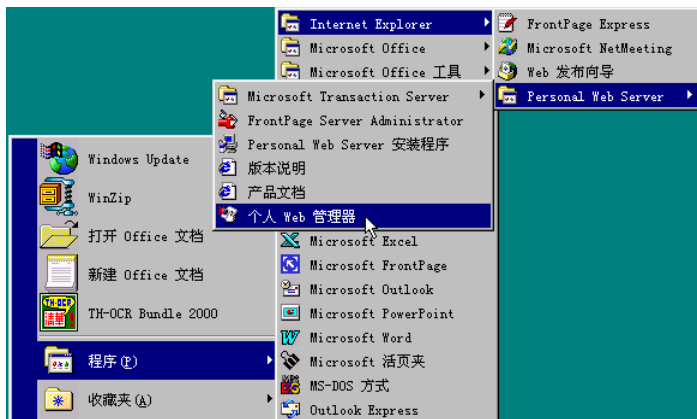 Internet Explorer
Microsoft Office
Microsoft Office 工具
FrontPage Express
Microsoft NetMeeting
Web 发布向导
Personal Web Server
Microsoft Transaction Server
FrontPage Server Administrator
Personal Web Server 安装程序
版本说明
产品文档
个人 Web 管理器
Windows Update
WinZip
打开 Office 文档
新建 Office 文档
TH-OCR Bundle 2000
程序(P)
收藏夹(A)
Microsoft Excel
Microsoft FrontPage
Microsoft Outlook
Microsoft PowerPoint
Microsoft Word
Microsoft 活页夹
MS-DOS 方式
Outlook Express